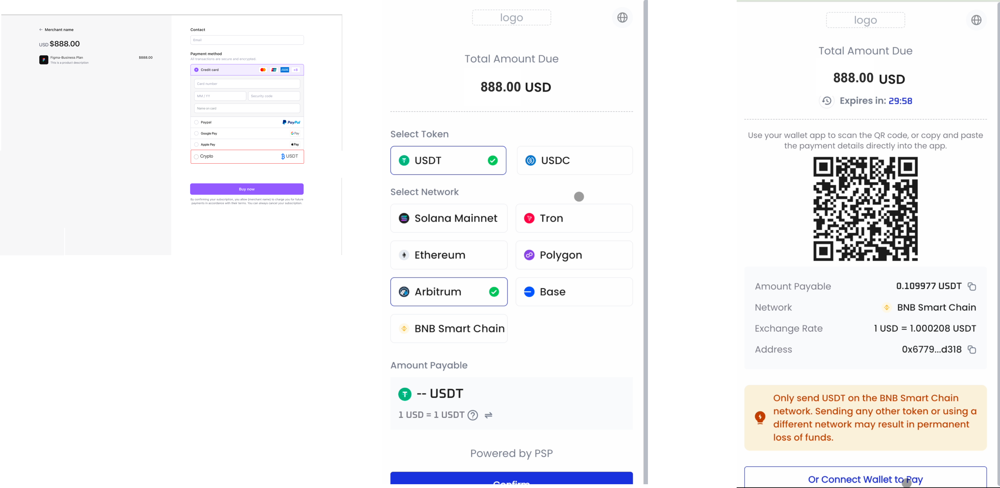 ← Merchant name
USD $888.00
Figma-Business Plan $888.00
This is a product description
Contact
Email
Payment method
All transactions are secure and encrypted.
Credit card AMEX +8
Card number
MM / YY Security code
Name on card
Paypal PayPal
Google Pay G Pay
Apple Pay Pay
Crypto USDT
Buy now
By confirming your subscription, you allow {merchant name} to charge you for future
payments in accordance with their terms. You can always cancel your subscription.
logo
Total Amount Due
888.00 USD
Select Token
USDT USDC
Select Network
Solana Mainnet Tron
Ethereum Polygon
Arbitrum Base
BNB Smart Chain
Amount Payable
-- USDT
1 USD = 1 USDT ?
Powered by PSP
Confirm
logo
Total Amount Due
888.00 USD
Expires in: 29:58
Use your wallet app to scan the QR code, or copy and paste
the payment details directly into the app.
Amount Payable 0.109977 USDT
Network BNB Smart Chain
Exchange Rate 1 USD = 1.000208 USDT
Address 0x6779...d318
Only send USDT on the BNB Smart Chain
network. Sending any other token or using a
different network may result in permanent
loss of funds.
Or Connect Wallet to Pay